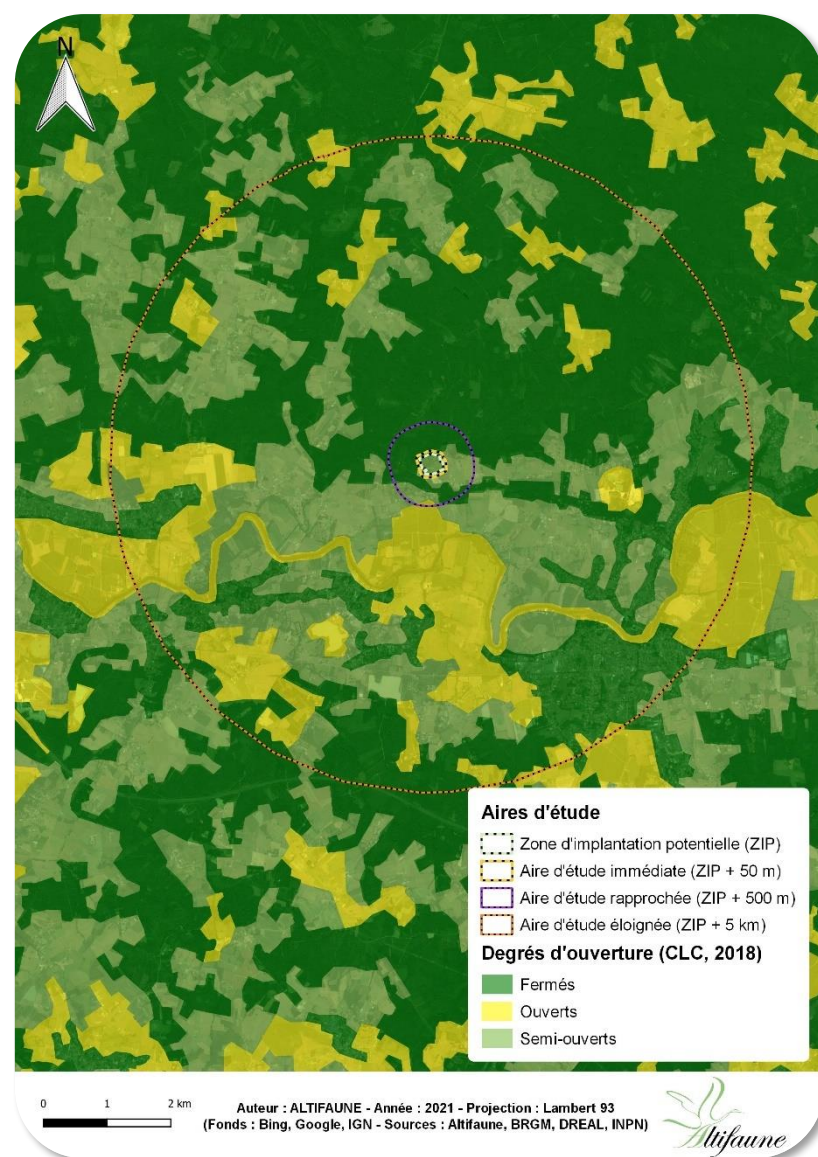 N
Aires d'étude
Zone d'implantation potentielle (ZIP)
Aire d'étude immédiate (ZIP + 50 m)
Aire d'étude rapprochée (ZIP + 500 m)
Aire d'étude éloignée (ZIP + 5 km)
Degrés d'ouverture (CLC, 2018)
Fermés
Ouverts
Semi-ouverts
0 1 2 km
Auteur : ALTIFAUNE - Année : 2021 - Projection : Lambert 93
(Fonds : Bing, Google, IGN - Sources : Altifaune, BRGM, DREAL, INPN)
Altifaune